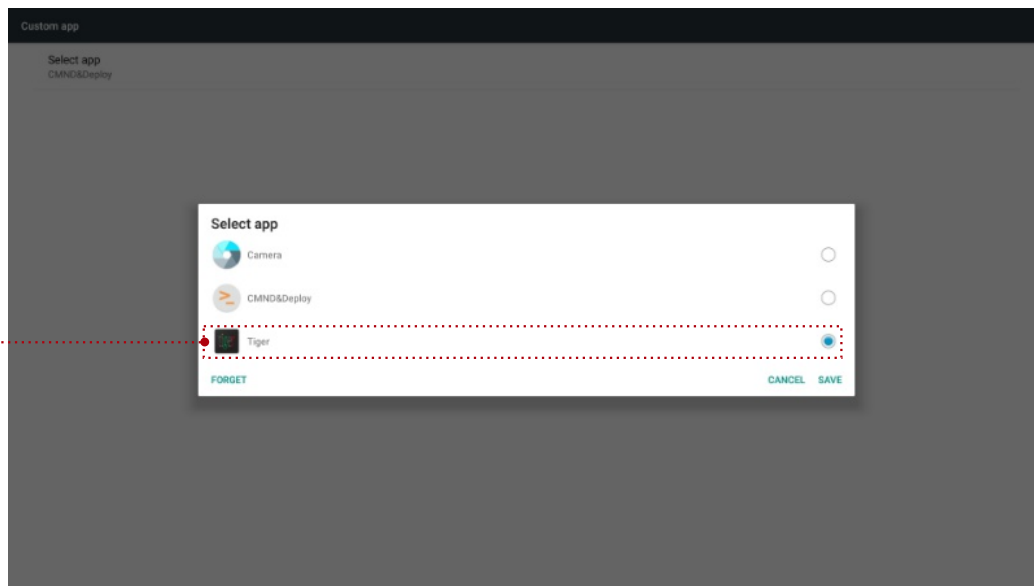 Custom app
Select app
CMND&Deploy
Select app
Camera
CMND&Deploy
Tiger
FORGET CANCEL SAVE